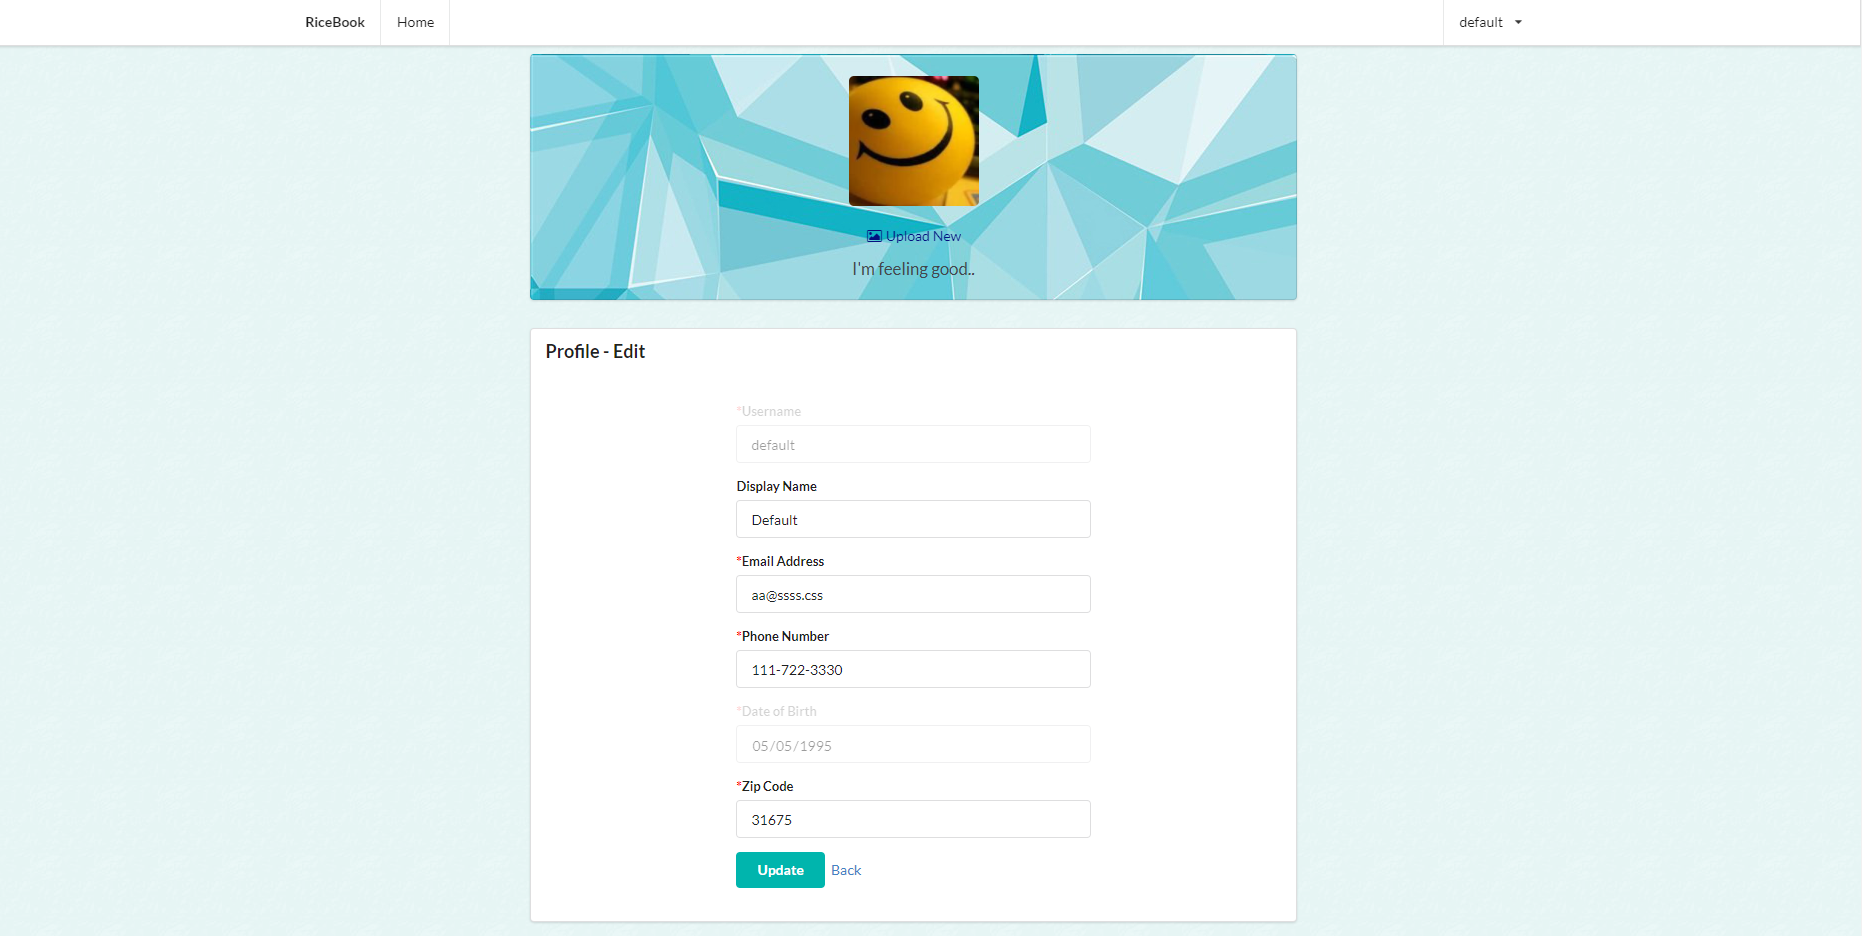 RiceBook
Home
default
Upload New
I'm feeling good..
Profile - Edit
*Username
default
Display Name
Default
*Email Address
aa@ssss.css
*Phone Number
111-722-3330
*Date of Birth
05/05/1995
*Zip Code
31675
Update Back